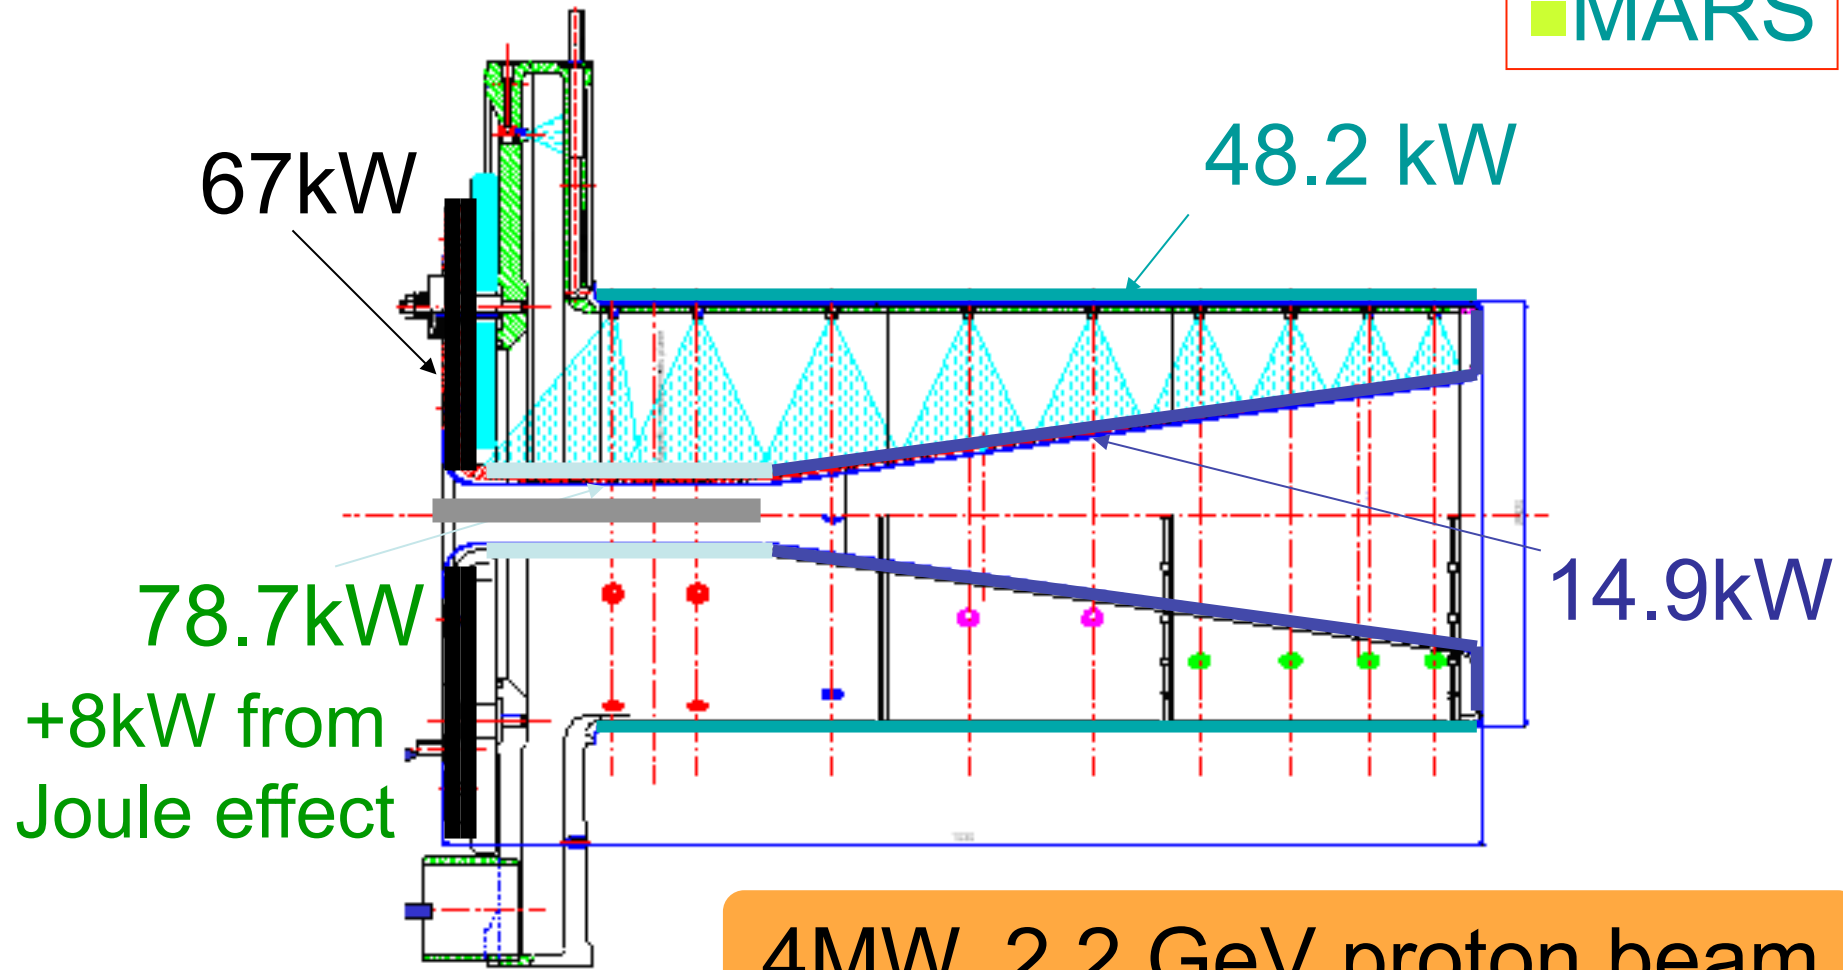 MARS
67kW
48.2 kW
78.7kW
+8kW from
Joule effect
14.9kW
4MW, 2.2 GeV proton beam